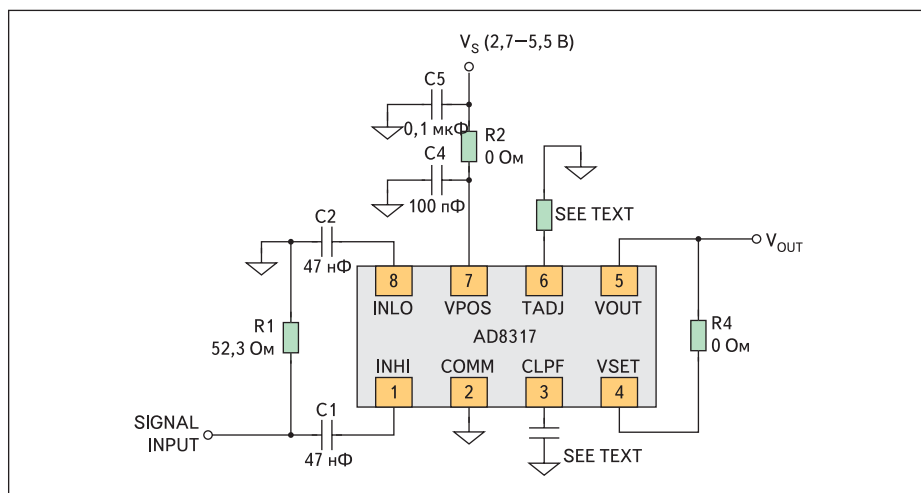 V_S (2,7–5,5 В)
C5
0,1 мкФ
R2
0 Ом
C4
100 пФ
SEE TEXT
C2
47 нФ
V_OUT
8
7
6
5
INLO
VPOS
TADJ
VOUT
R1
52,3 Ом
AD8317
R4
0 Ом
INHI
COMM
CLPF
VSET
1
2
3
4
C1
47 нФ
SIGNAL
INPUT
SEE TEXT